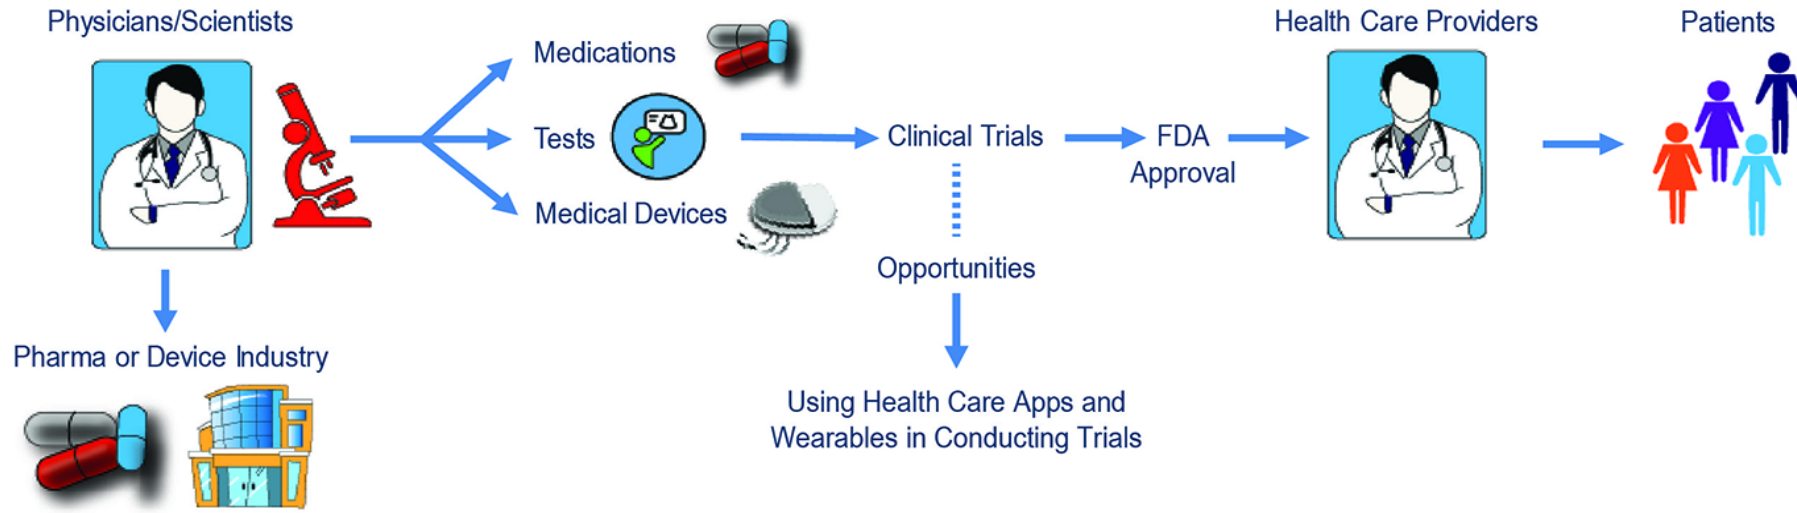 Physicians/Scientists
Health Care Providers
Patients
Medications
Tests
Clinical Trials
FDA
Approval
Medical Devices
Opportunities
Pharma or Device Industry
Using Health Care Apps and
Wearables in Conducting Trials